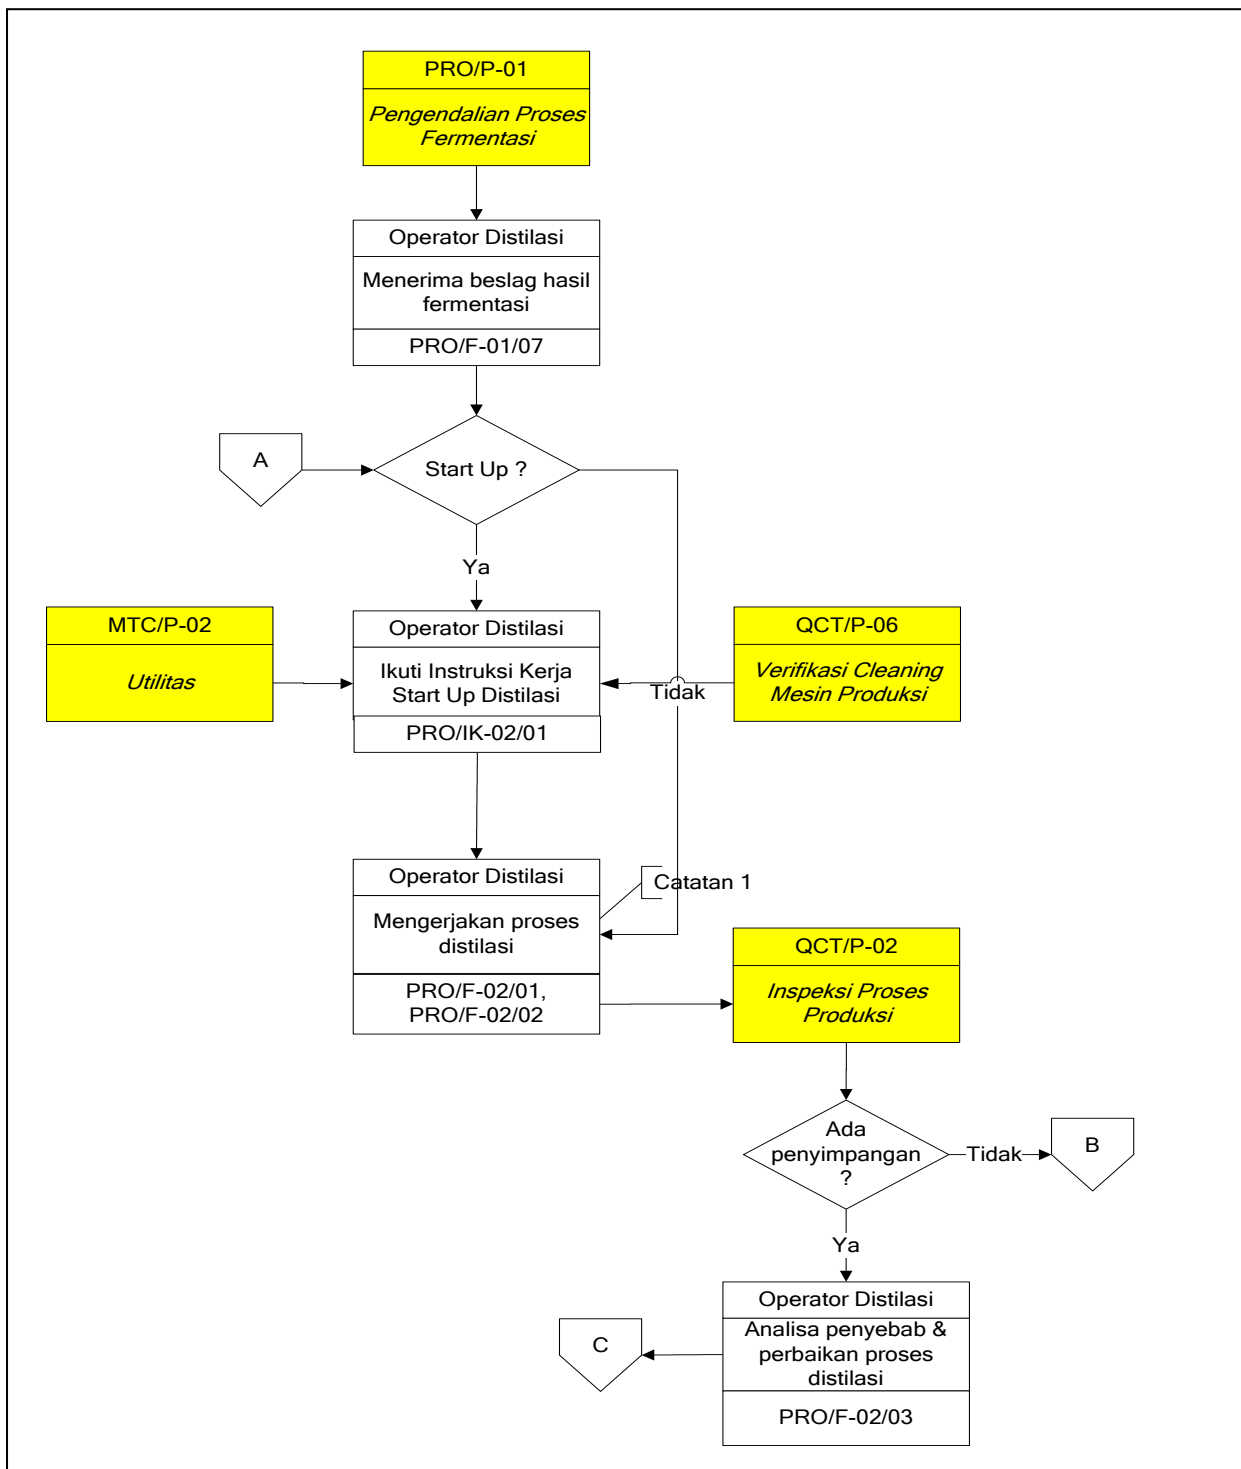 PRO/P-01
Pengendalian Proses
Fermentasi
Operator Distilasi
Menerima beslag hasil
fermentasi
PRO/F-01/07
A
Start Up ?
Ya
MTC/P-02
Utilitas
Operator Distilasi
Ikuti Instruksi Kerja
Start Up Distilasi
PRO/IK-02/01
Tidak
QCT/P-06
Verifikasi Cleaning
Mesin Produksi
Operator Distilasi
Mengerjakan proses
distilasi
PRO/F-02/01,
PRO/F-02/02
Catatan 1
QCT/P-02
Inspeksi Proses
Produksi
Ada
penyimpangan
?
Tidak
B
Ya
Operator Distilasi
Analisa penyebab &
perbaikan proses
distilasi
PRO/F-02/03
C